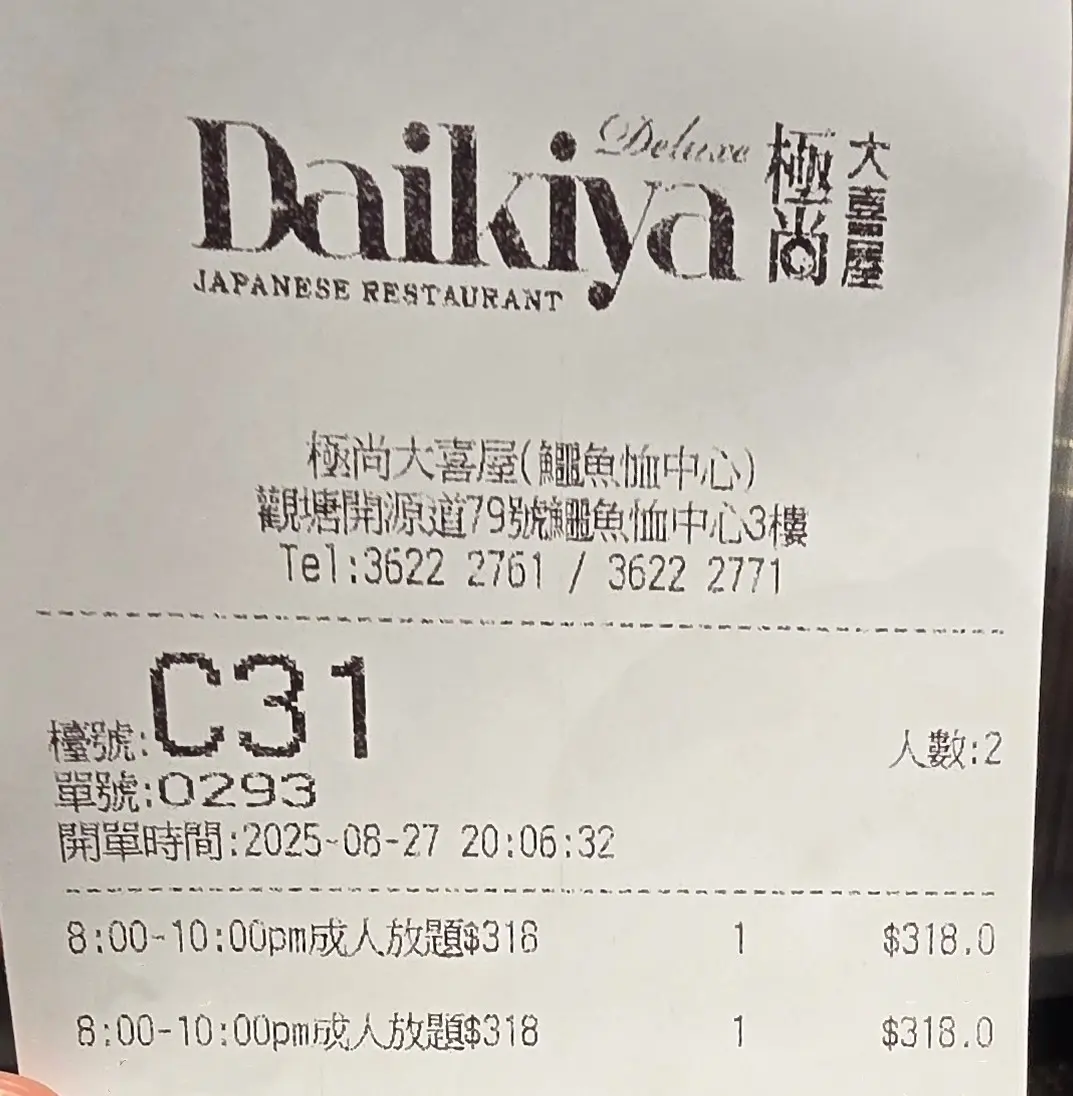 Daikiya Deluxe 極尚 大喜屋
JAPANESE RESTAURANT
極尚大喜屋(鱷魚恤中心)
觀塘開源道79號鱷魚恤中心3樓
Tel:3622 2761 / 3622 2771
檯號:C31 人數:2
單號:0293
開單時間:2025-08-27 20:06:32
8:00-10:00pm成人放題$318 1 $318.0
8:00-10:00pm成人放題$318 1 $318.0